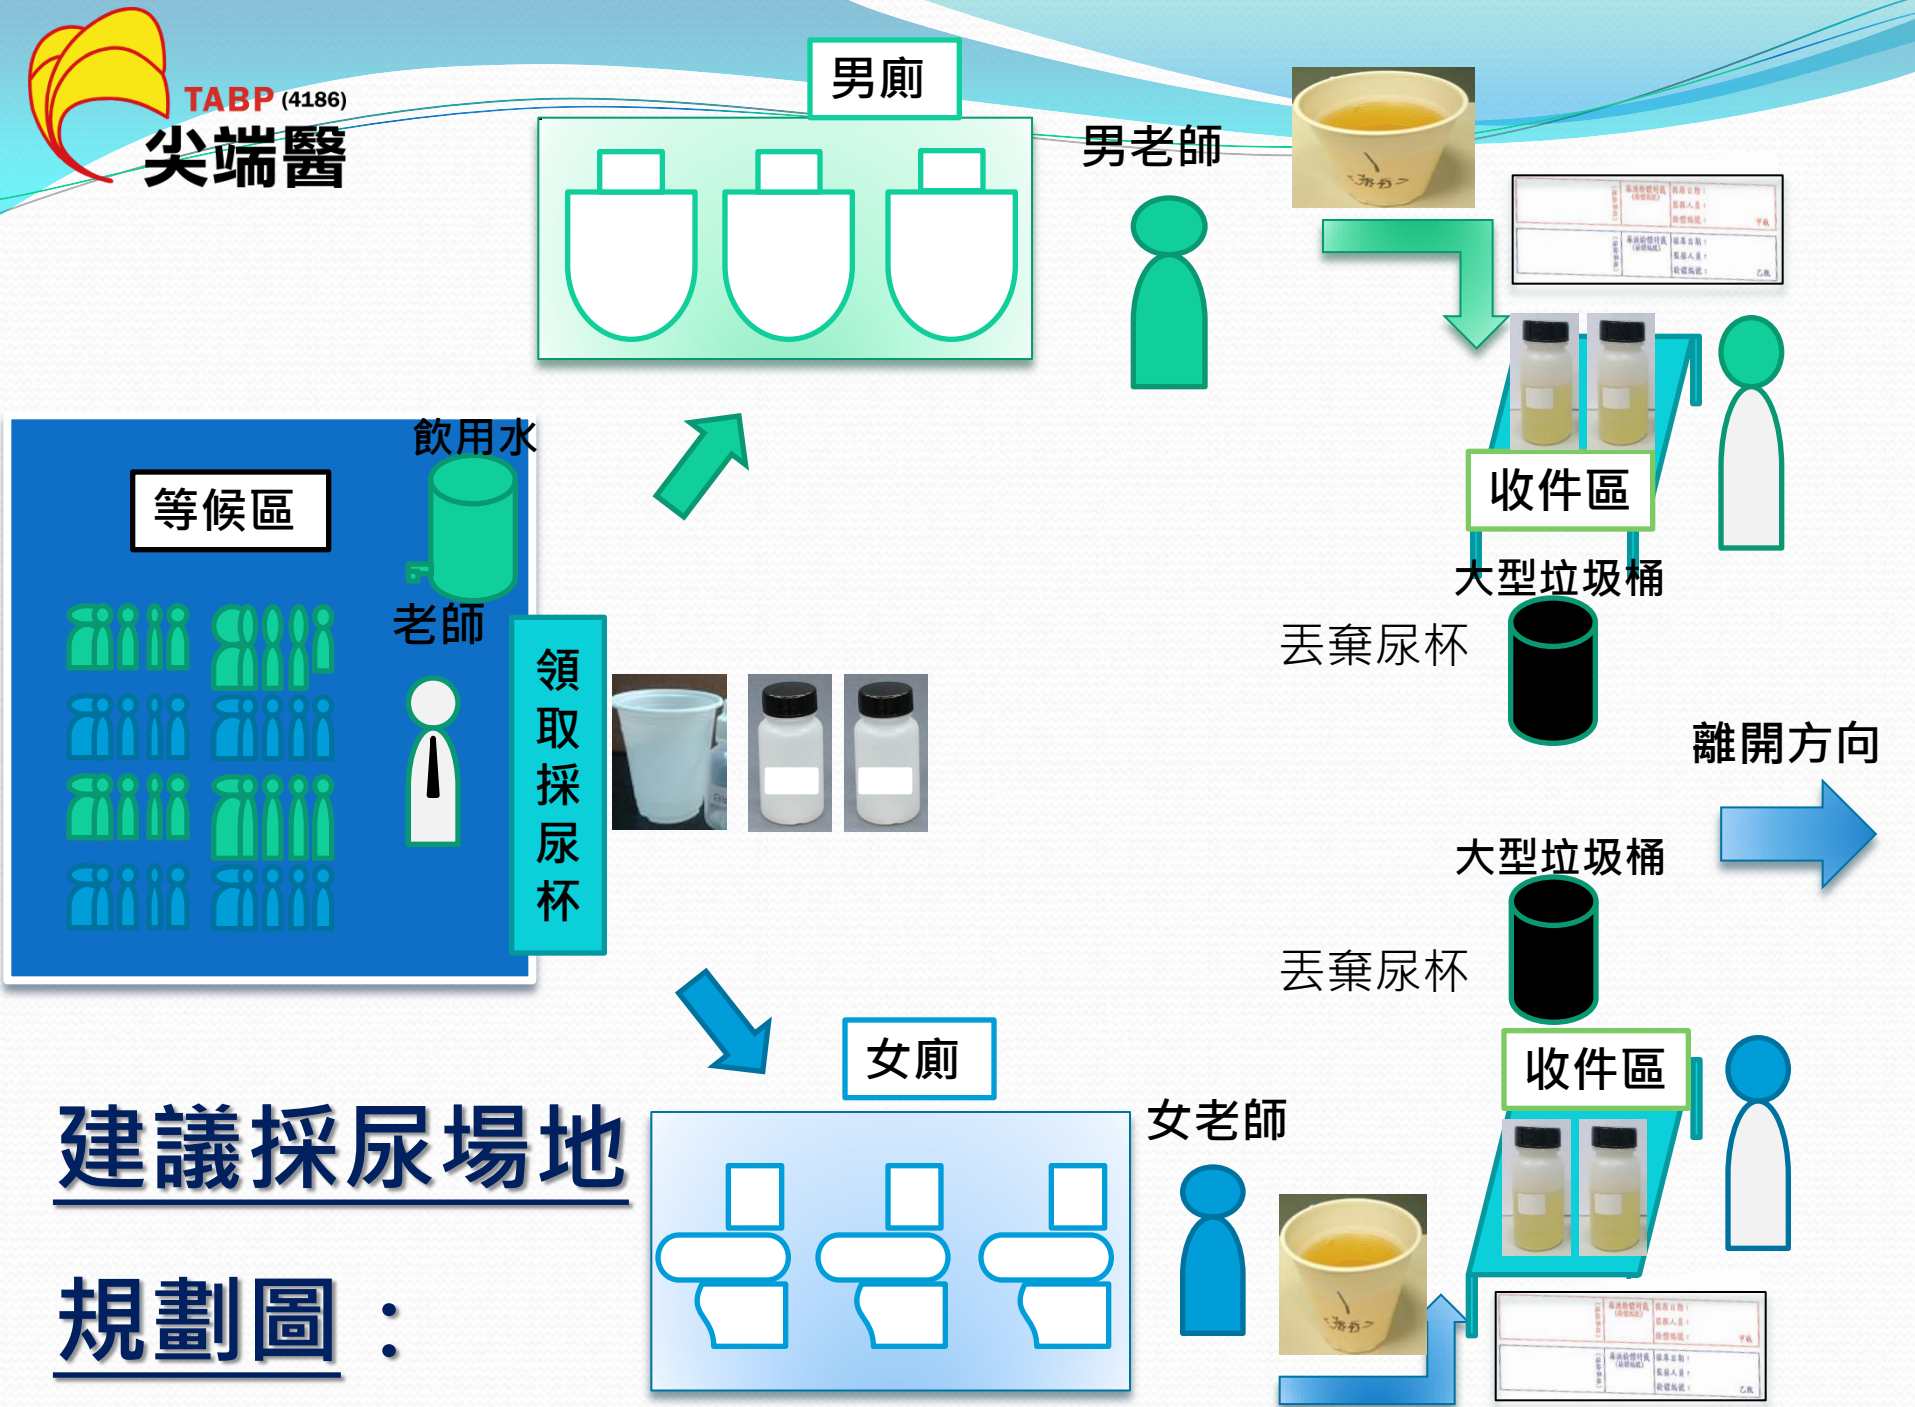 TABP (4186)
尖端醫
男廁
男老師
飲用水
等候區
老師
領取採尿杯
收件區
大型垃圾桶
丟棄尿杯
離開方向
大型垃圾桶
丟棄尿杯
收件區
女廁
女老師
建議採尿場地
規劃圖：